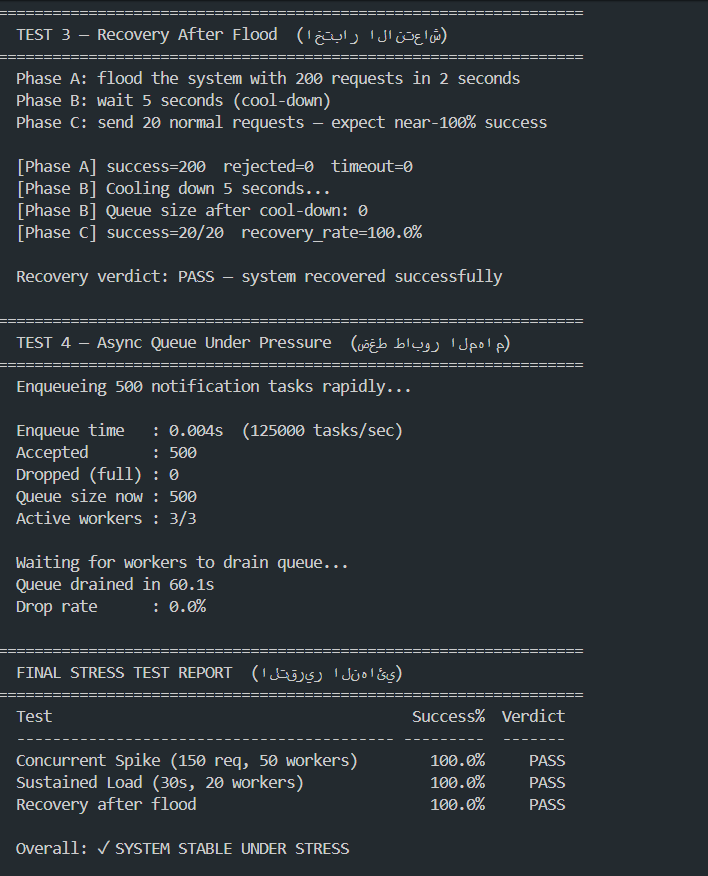 ================================================================
TEST 3 — Recovery After Flood (اختبار الانتعاش)
================================================================
Phase A: flood the system with 200 requests in 2 seconds
Phase B: wait 5 seconds (cool-down)
Phase C: send 20 normal requests — expect near-100% success
[Phase A] success=200 rejected=0 timeout=0
[Phase B] Cooling down 5 seconds...
[Phase B] Queue size after cool-down: 0
[Phase C] success=20/20 recovery_rate=100.0%
Recovery verdict: PASS — system recovered successfully
================================================================
TEST 4 — Async Queue Under Pressure (ضغط طابور المهام)
================================================================
Enqueueing 500 notification tasks rapidly...
Enqueue time : 0.004s (125000 tasks/sec)
Accepted : 500
Dropped (full) : 0
Queue size now : 500
Active workers : 3/3
Waiting for workers to drain queue...
Queue drained in 60.1s
Drop rate : 0.0%
================================================================
FINAL STRESS TEST REPORT (التقرير النهائي)
================================================================
Test Success% Verdict
----------------------------------------- --------- -------
Concurrent Spike (150 req, 50 workers) 100.0% PASS
Sustained Load (30s, 20 workers) 100.0% PASS
Recovery after flood 100.0% PASS
Overall: ✓ SYSTEM STABLE UNDER STRESS